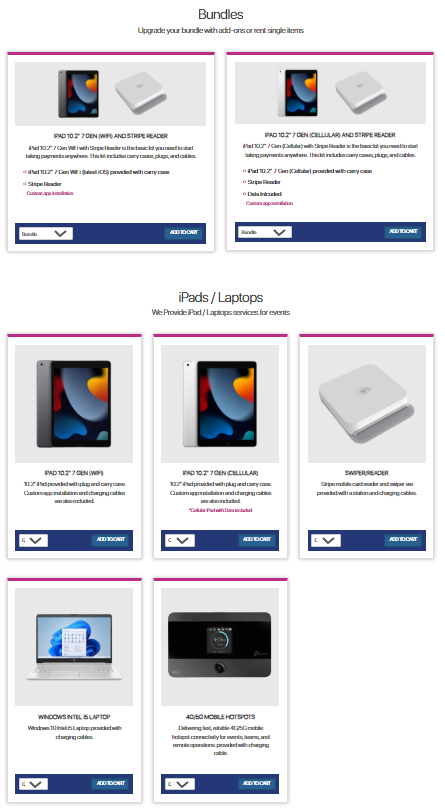 Bundles
Upgrade your bundle with add-ons or rent single items
IPAD 10.2" 7 GEN (WIFI) AND STRIPE READER
iPad 10.2" 7 Gen WiFi with Stripe Reader is the basic kit you need to start
taking payments anywhere. This kit includes carry cases, plugs, and cables.
iPad 10.2" 7 Gen WiFi (latest iOS) provided with carry case
Stripe Reader
Custom app installation
Bundle
ADD TO CART
IPAD 10.2" 7 GEN (CELLULAR) AND STRIPE READER
iPad 10.2" 7 Gen (Cellular) with Stripe Reader is the basic kit you need to start
taking payments anywhere. This kit includes carry cases, plugs, and cables.
iPad 10.2" 7 Gen (Cellular) provided with carry case
Stripe Reader
Data Inlcuded
Custom app installation
Bundle
ADD TO CART
iPads / Laptops
We Provide iPad / Laptops services for events
IPAD 10.2" 7 GEN (WIFI)
10.2" iPad provided with plug and carry case.
Custom app installation and charging cables
are also included.
ADD TO CART
IPAD 10.2" 7 GEN (CELLULAR)
10.2" iPad provided with plug and carry case.
Custom app installation and charging cables
are also included.
*Cellular iPad with Data included.
ADD TO CART
SWIPER/READER
Stripe mobile card reader and swiper are
provided with a station and charging cables.
ADD TO CART
WINDOWS INTEL I5 LAPTOP
Windows 10 Intel i5 Laptop provided with
charging cables.
ADD TO CART
4G/5G MOBILE HOTSPOTS
Delivering fast, reliable 4G/5G mobile
hotspot connectivity for events, teams, and
remote operations. provided with charging
cable.
ADD TO CART